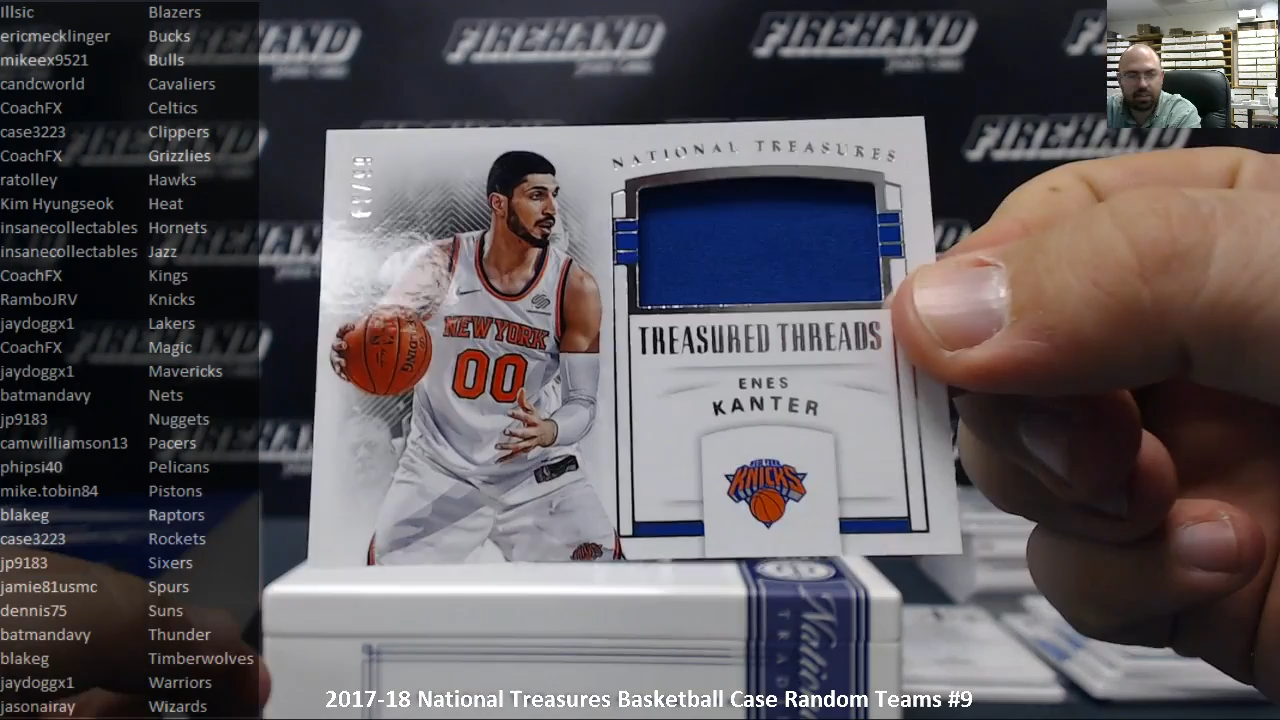 Illsic Blazers
ericmecklinger Bucks
mikeex9521 Bulls
candcworld Cavaliers
CoachFX Celtics
case3223 Clippers
CoachFX Grizzlies
ratolley Hawks
Kim Hyungseok Heat
insanecollectables Hornets
insanecollectables Jazz
CoachFX Kings
RamboJRV Knicks
jaydoggx1 Lakers
CoachFX Magic
jaydoggx1 Mavericks
batmandavy Nets
jp9183 Nuggets
camwilliamson13 Pacers
phipsi40 Pelicans
mike.tobin84 Pistons
blakeg Raptors
case3223 Rockets
jp9183 Sixers
jamie81usmc Spurs
dennis75 Suns
batmandavy Thunder
blakeg Timberwolves
jaydoggx1 Warriors
jasonairay Wizards
FIREHAND
FIREHAND
FIREHAND
NATIONAL TREASURES
TREASURED THREADS
ENES
KANTER
KNICKS
NEW YORK
00
2017-18 National Treasures Basketball Case Random Teams #9